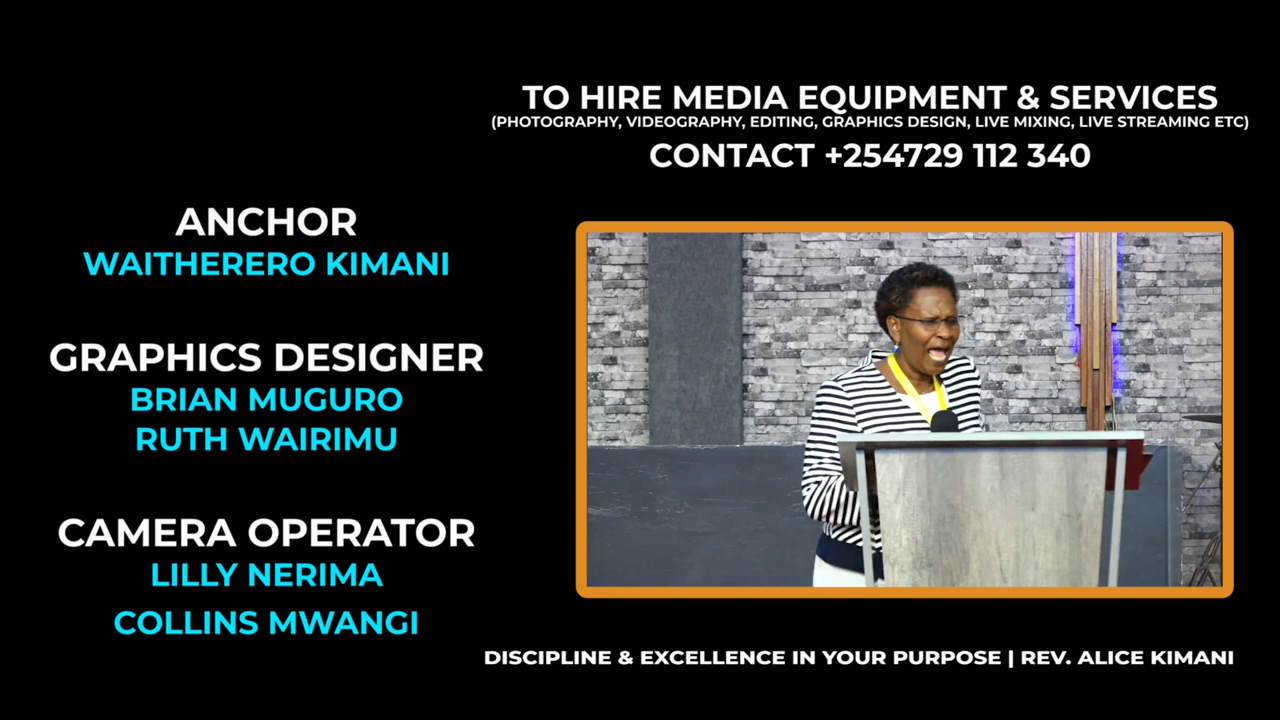 TO HIRE MEDIA EQUIPMENT & SERVICES
(PHOTOGRAPHY, VIDEOGRAPHY, EDITING, GRAPHICS DESIGN, LIVE MIXING, LIVE STREAMING ETC)
CONTACT +254729 112 340
ANCHOR
WAITHERERO KIMANI
GRAPHICS DESIGNER
BRIAN MUGURO
RUTH WAIRIMU
CAMERA OPERATOR
LILLY NERIMA
COLLINS MWANGI
DISCIPLINE & EXCELLENCE IN YOUR PURPOSE | REV. ALICE KIMANI